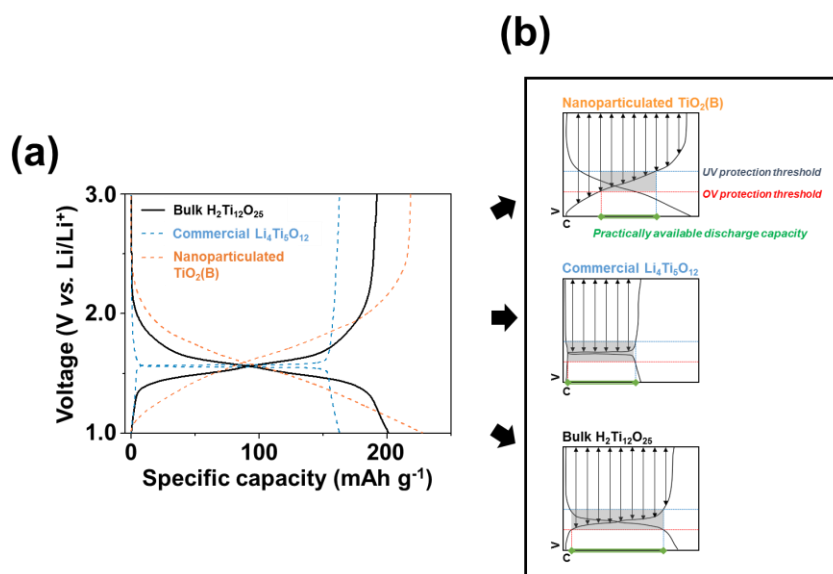 (a)
3.0
2.0
1.0
Voltage (V vs. Li/Li⁺)
Bulk H₂Ti₁₂O₂₅
Commercial Li₄Ti₅O₁₂
Nanoparticulated
TiO₂(B)
0
100
200
Specific capacity (mAh g⁻¹)
(b)
Nanoparticulated TiO₂(B)
UV protection threshold
OV protection threshold
V
C
Practically available discharge capacity
Commercial Li₄Ti₅O₁₂
V
C
Bulk H₂Ti₁₂O₂₅
V
C